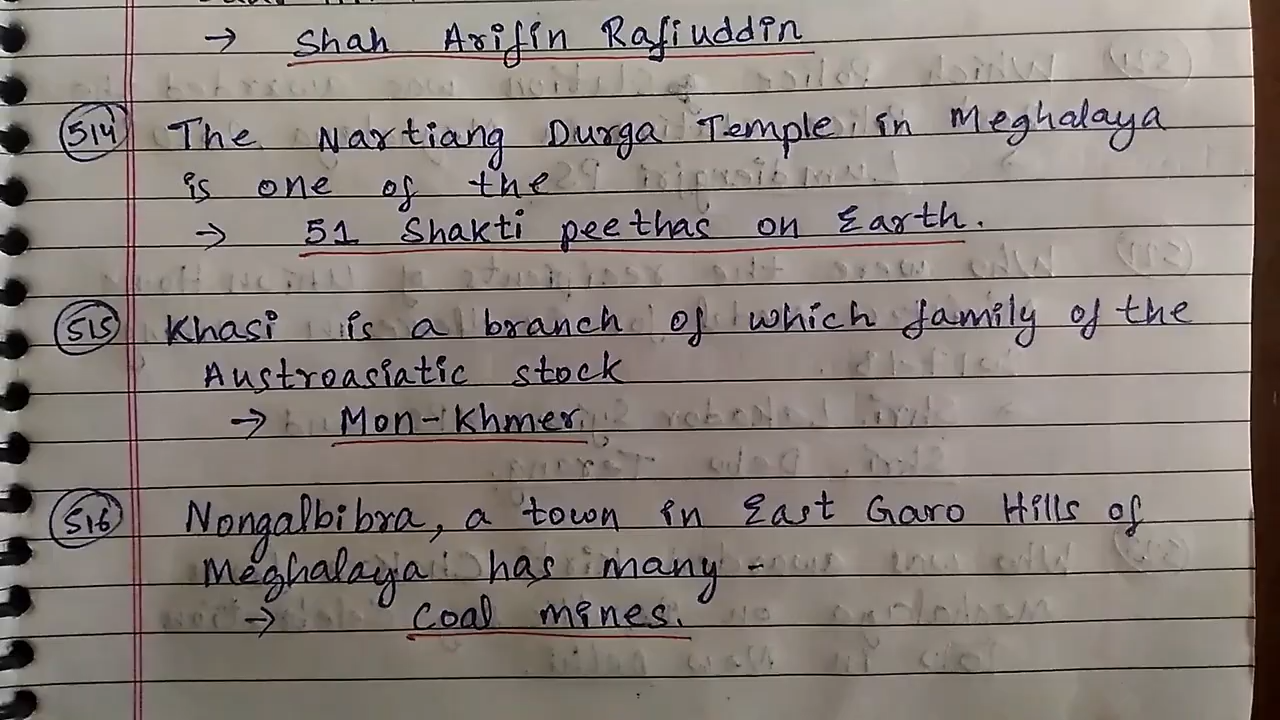 → Shah Arifin Rafiuddin
514 The Nartiang Durga Temple in Meghalaya
is one of the
→ 51 Shakti peethas on Earth.
515 Khasi is a branch of which family of the
Austroasiatic stock
→ Mon-Khmer
516 Nongalbibra, a town in East Garo Hills of
Meghalaya has many -
→ Coal mines.